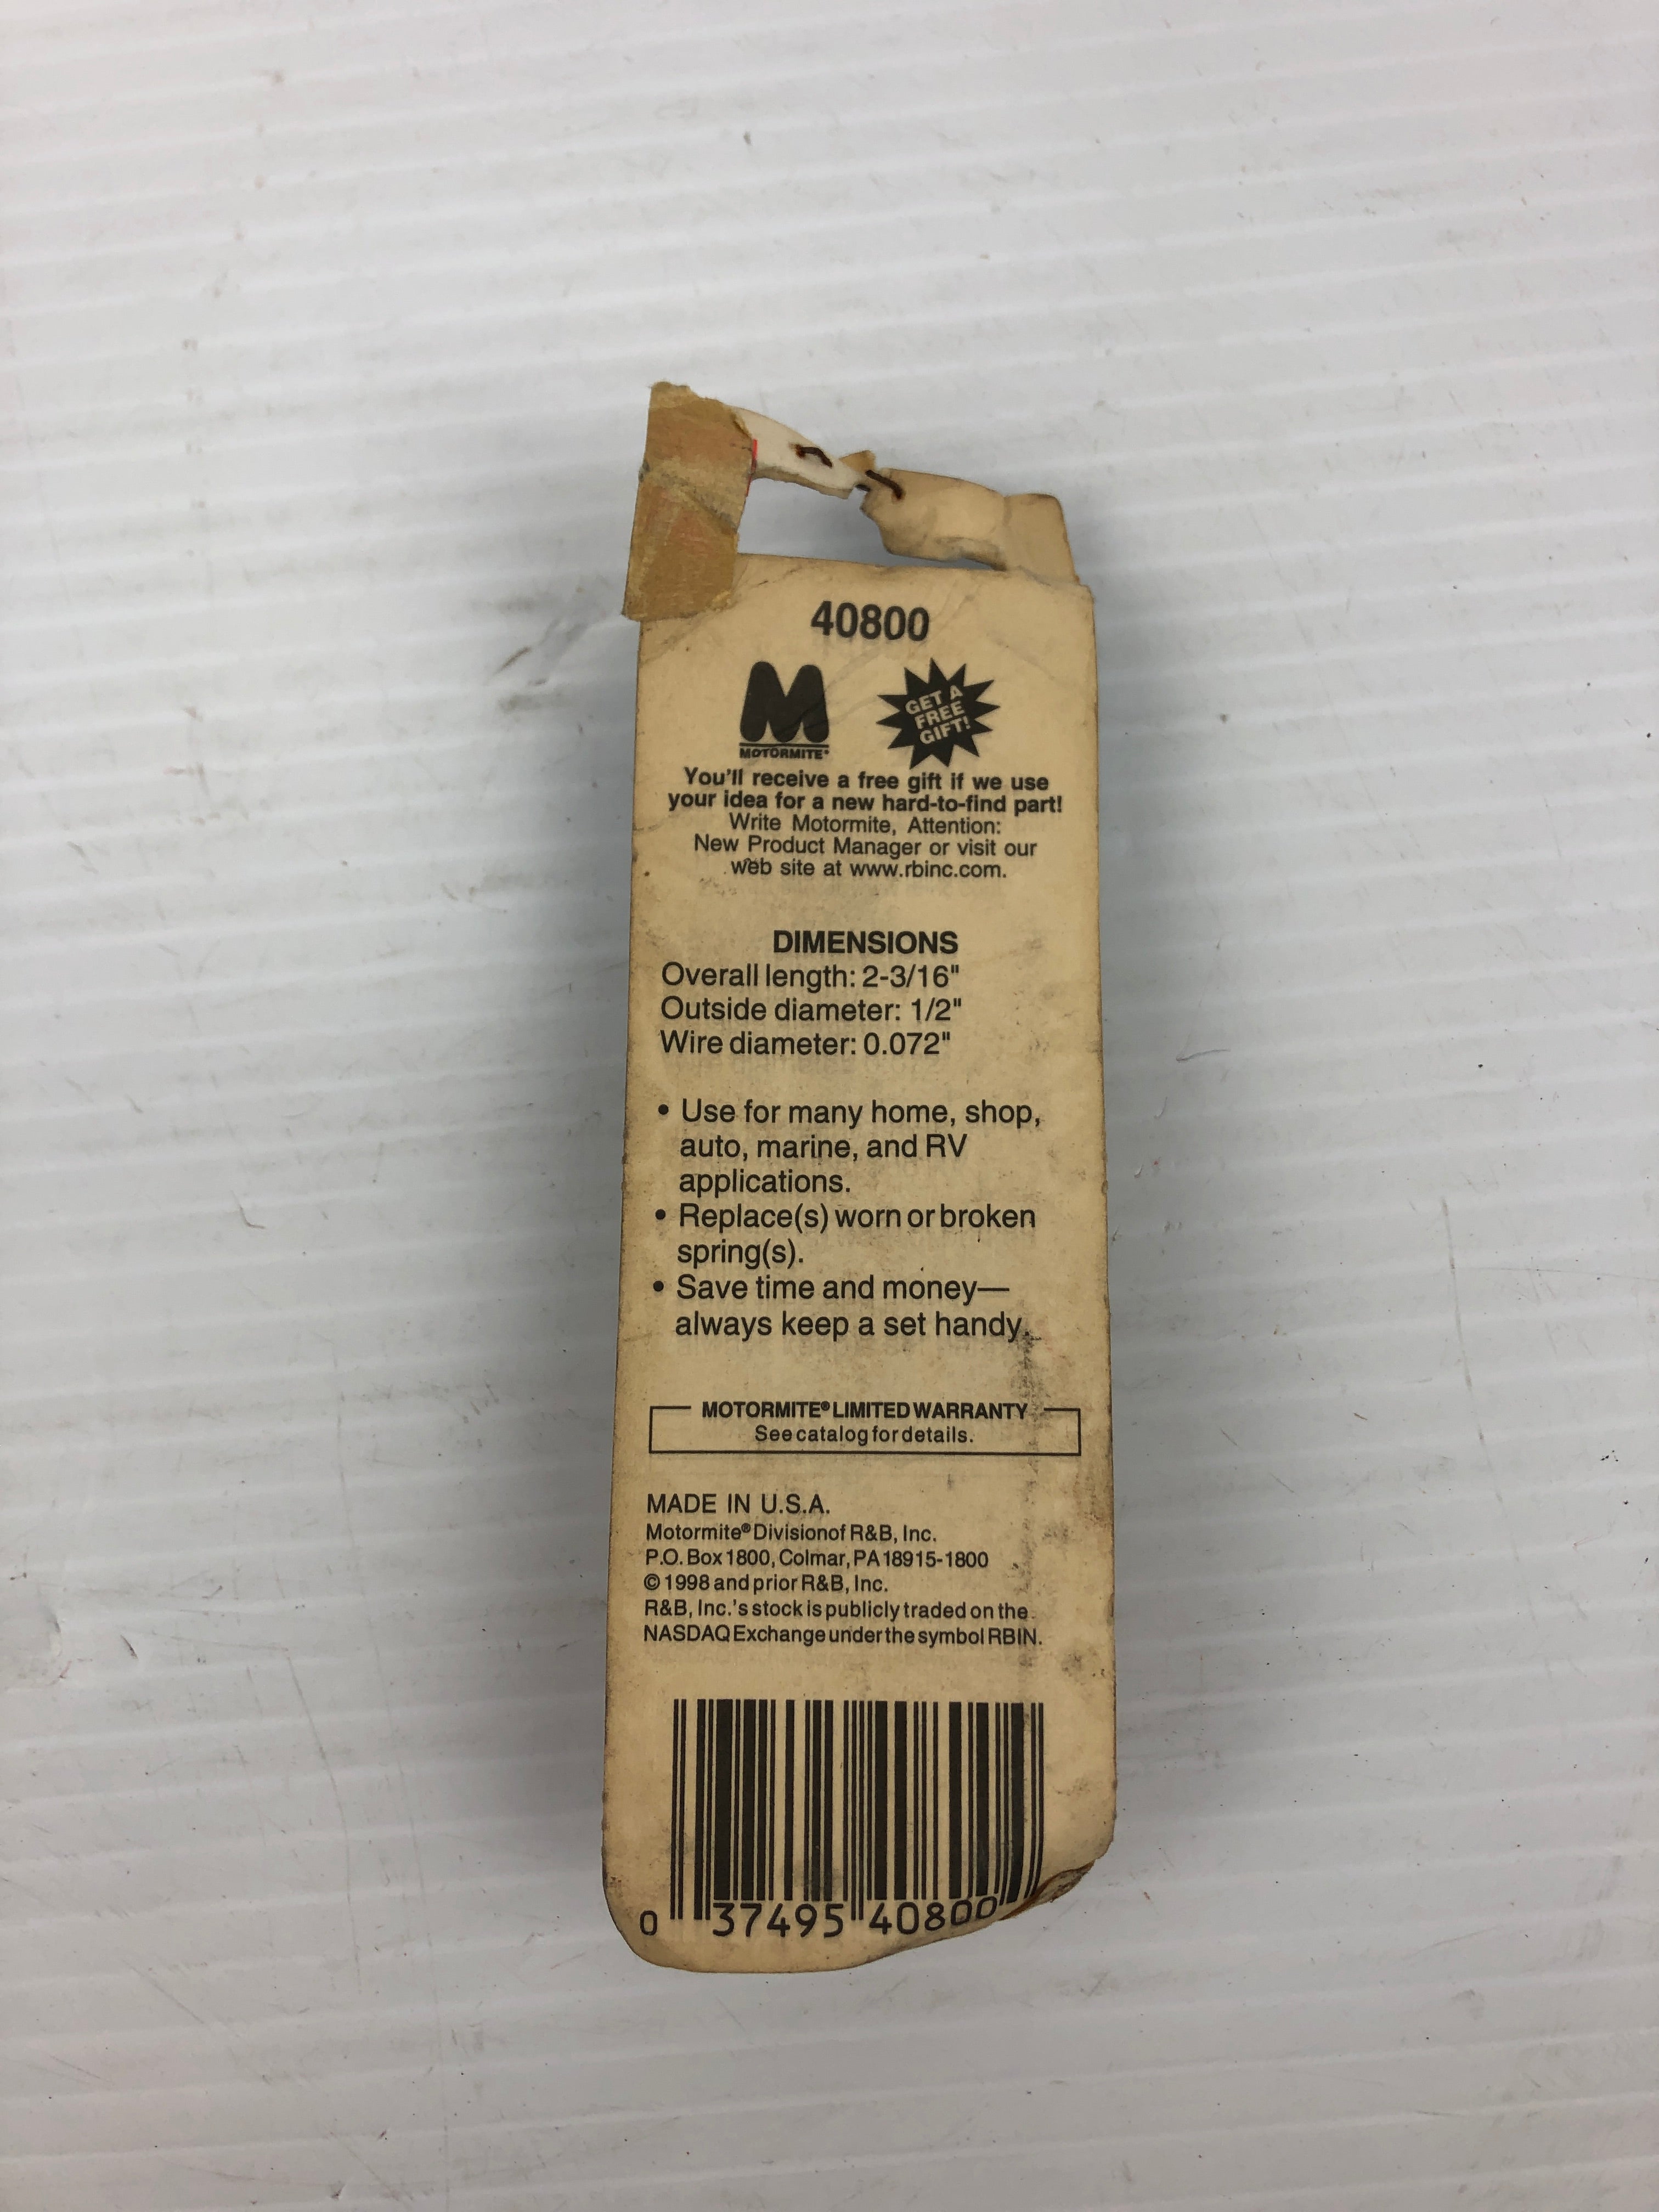 40800
MOTORMITE®
GET A
FREE
GIFT!
You'll receive a free gift if we use
your idea for a new hard-to-find part!
Write Motormite, Attention:
New Product Manager or visit our
web site at www.rbinc.com.
DIMENSIONS
Overall length: 2-3/16"
Outside diameter: 1/2"
Wire diameter: 0.072"
• Use for many home, shop,
auto, marine, and RV
applications.
• Replace(s) worn or broken
spring(s).
• Save time and money—
always keep a set handy.
MOTORMITE® LIMITED WARRANTY
See catalog for details.
MADE IN U.S.A.
Motormite® Division of R&B, Inc.
P.O. Box 1800, Colmar, PA 18915-1800
© 1998 and prior R&B, Inc.
R&B, Inc.'s stock is publicly traded on the
NASDAQ Exchange under the symbol RBIN.
0 37495 40800